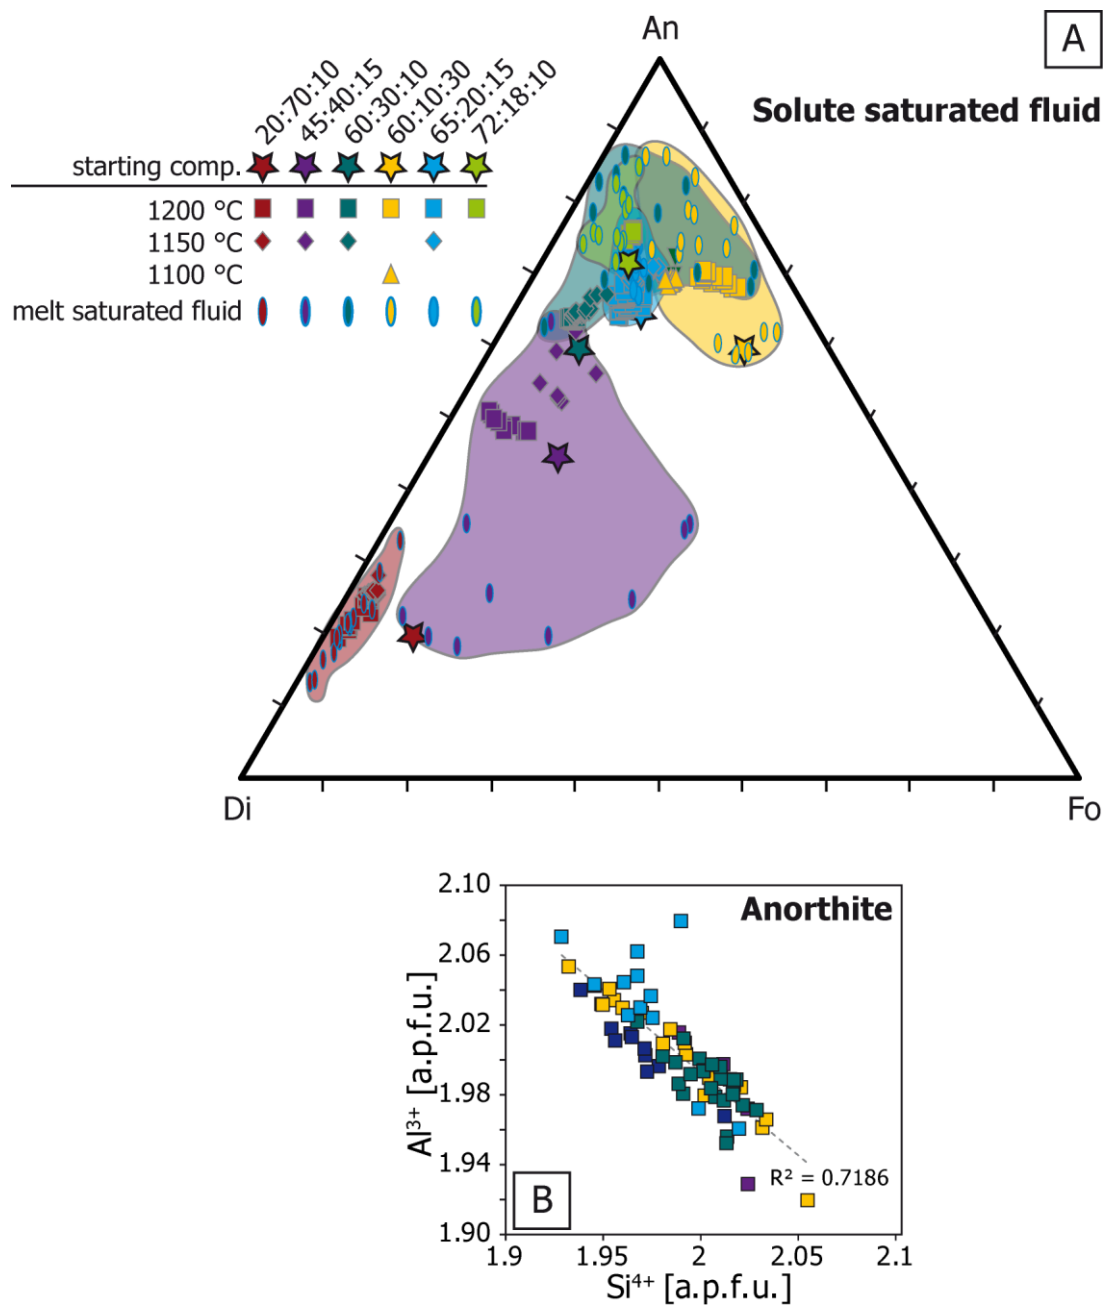 An
A
Solute saturated fluid
20:70:10
45:40:15
60:30:10
60:10:30
65:20:15
72:18:10
starting comp.
1200 °C
1150 °C
1100 °C
melt saturated fluid
Di
Fo
2.10
2.06
2.02
1.98
1.94
1.90
Al³⁺ [a.p.f.u.]
Anorthite
R² = 0.7186
B
1.9
1.95
2
2.05
2.1
Si⁴⁺ [a.p.f.u.]